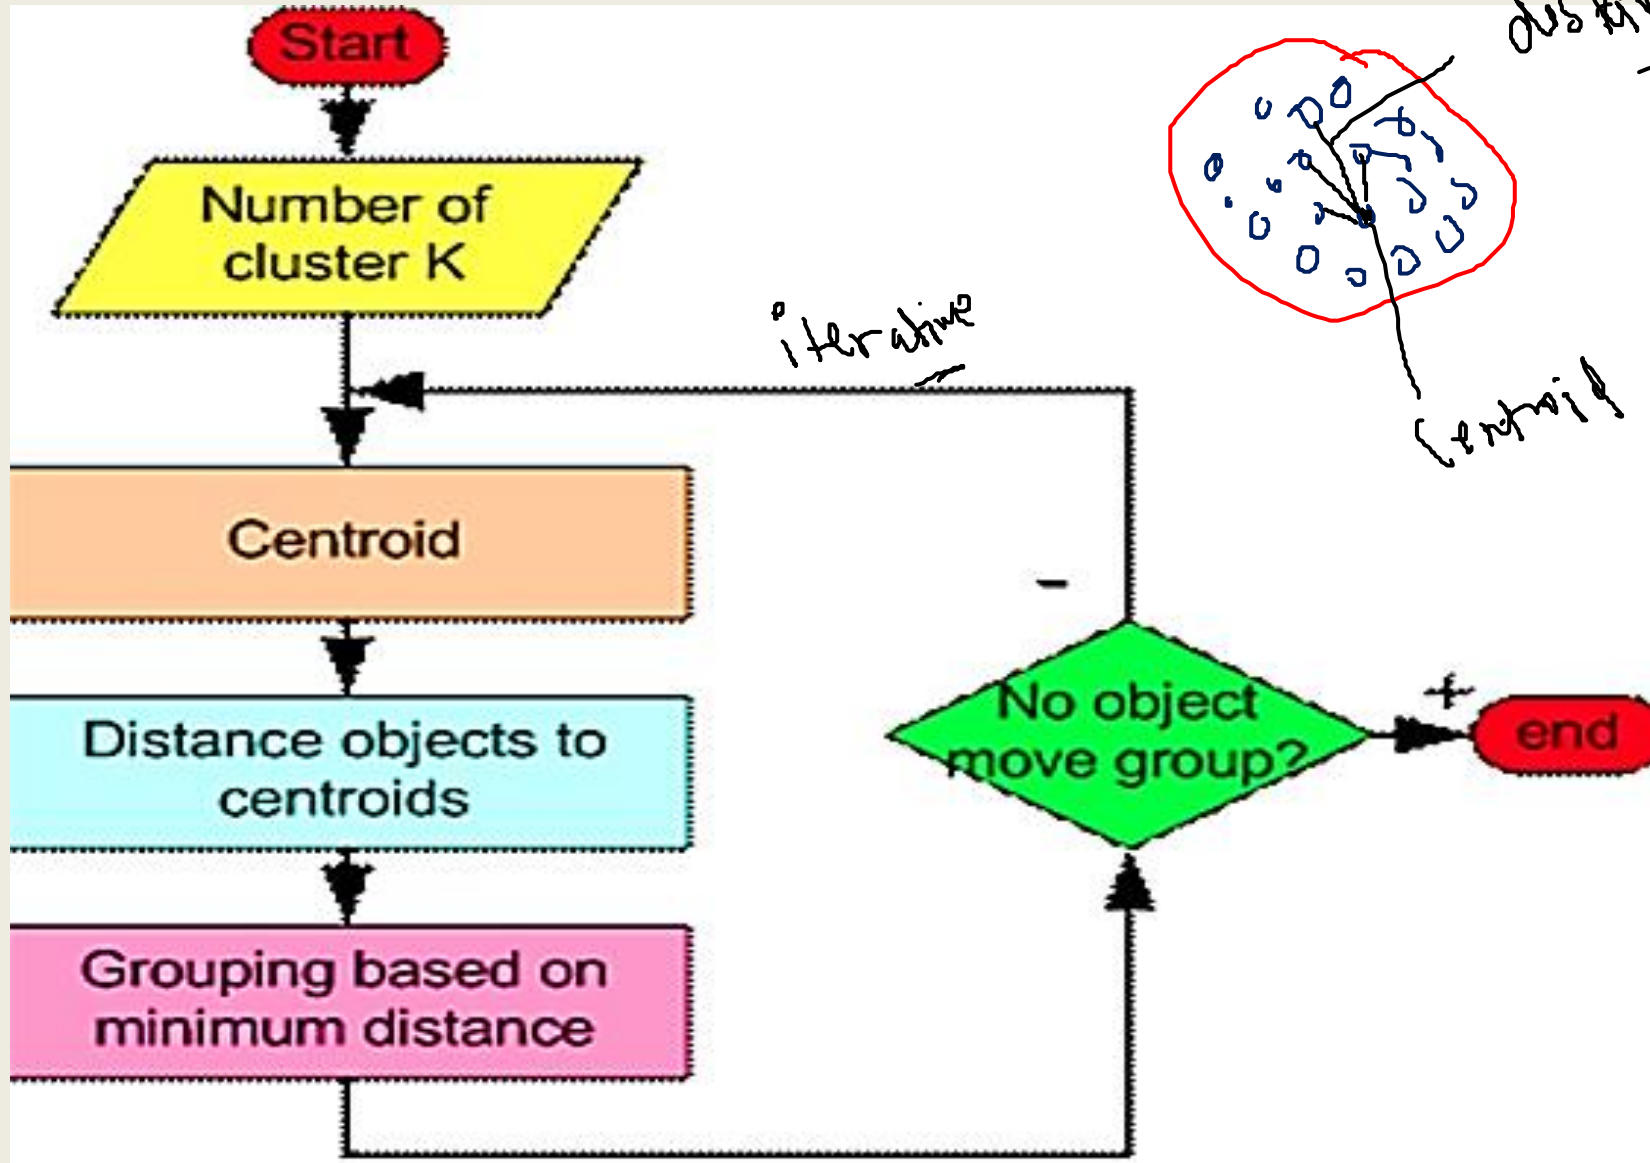 Start
Number of
cluster K
iterative
Centroid
Centroid
-
Distance objects to
centroids
No object
move group?
+
end
Grouping based on
minimum distance